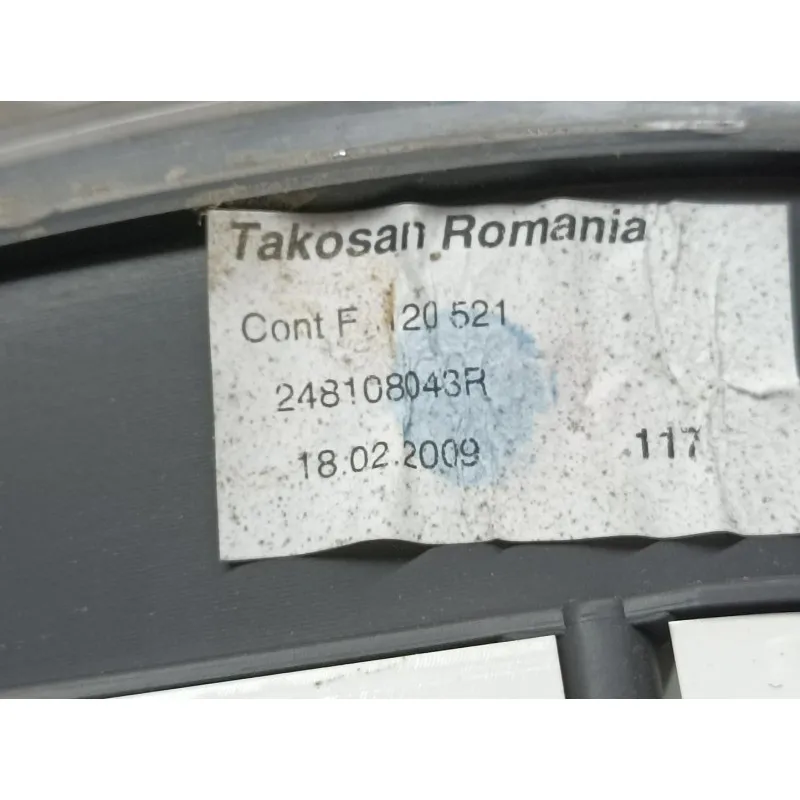 Takosan Romania
Cont F 120 521
248108043R
18.02.2009 117